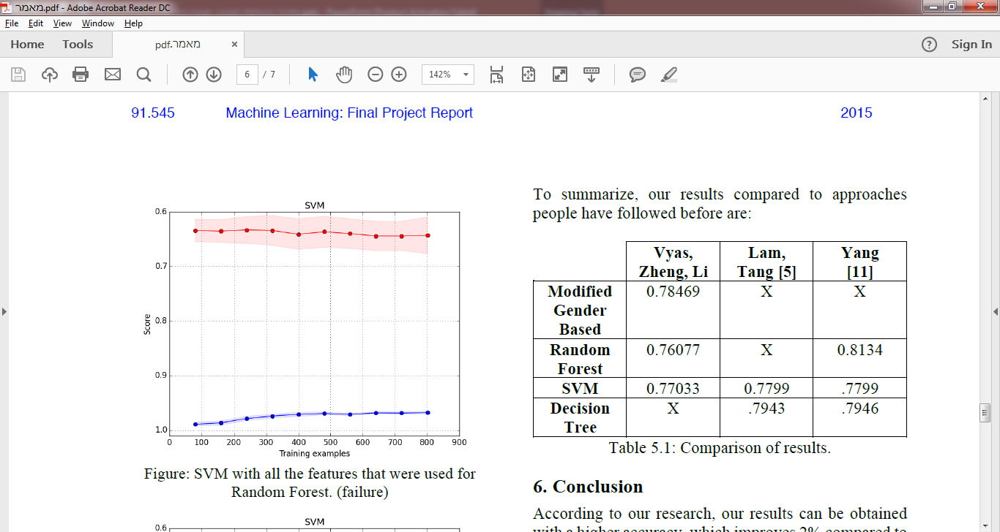 מאמר.pdf - Adobe Acrobat Reader DC
File Edit View Window Help
Home Tools מאמר.pdf × ? Sign In
6 / 7 142%
91.545 Machine Learning: Final Project Report 2015
SVM
0.6
0.7
0.8
0.9
1.0
Score
0 100 200 300 400 500 600 700 800 900
Training examples
Figure: SVM with all the features that were used for
Random Forest. (failure)
SVM
0.6
To summarize, our results compared to approaches
people have followed before are:
Vyas, Lam, Yang
Zheng, Li Tang [5] [11]
Modified 0.78469 X X
Gender
Based
Random 0.76077 X 0.8134
Forest
SVM 0.77033 0.7799 .7799
Decision X .7943 .7946
Tree
Table 5.1: Comparison of results.
6. Conclusion
According to our research, our results can be obtained
with a higher accuracy, which improves 2% compared to